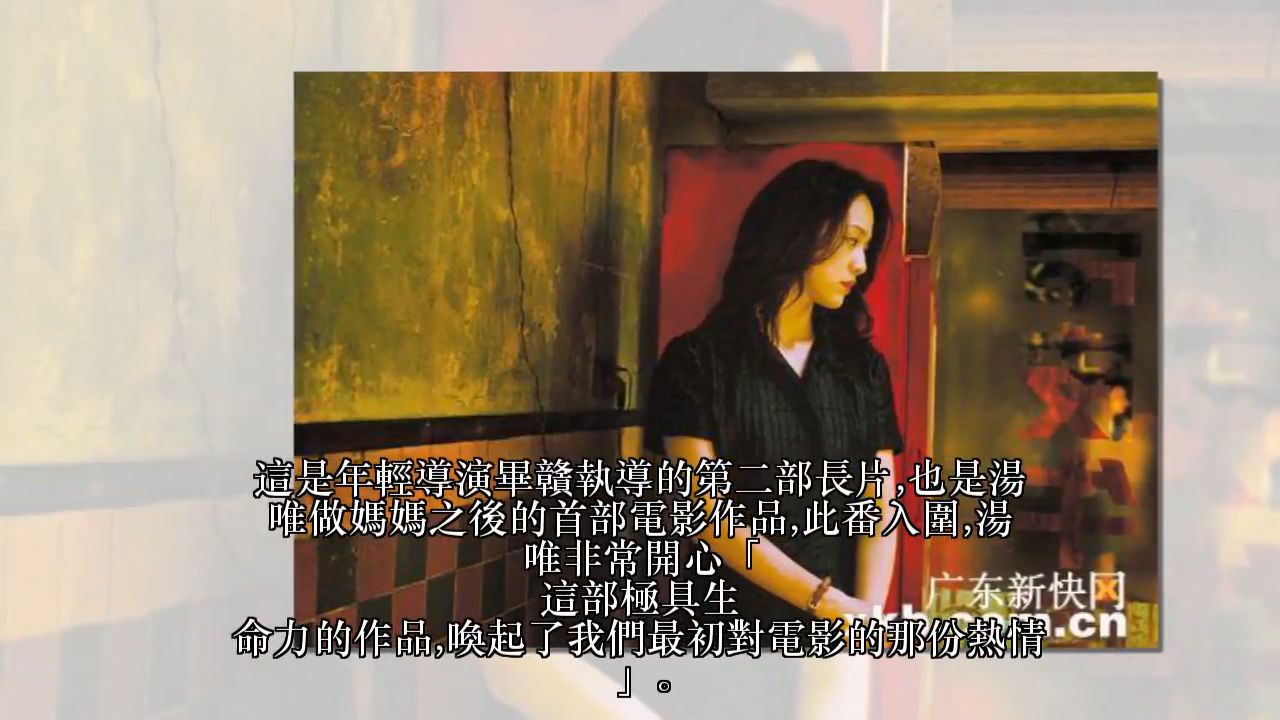 這是年輕導演畢贛執導的第二部長片,也是湯
唯做媽媽之後的首部電影作品,此番入圍,湯
唯非常開心「
這部極具生
命力的作品,喚起了我們最初對電影的那份熱情
」。
广东新快网